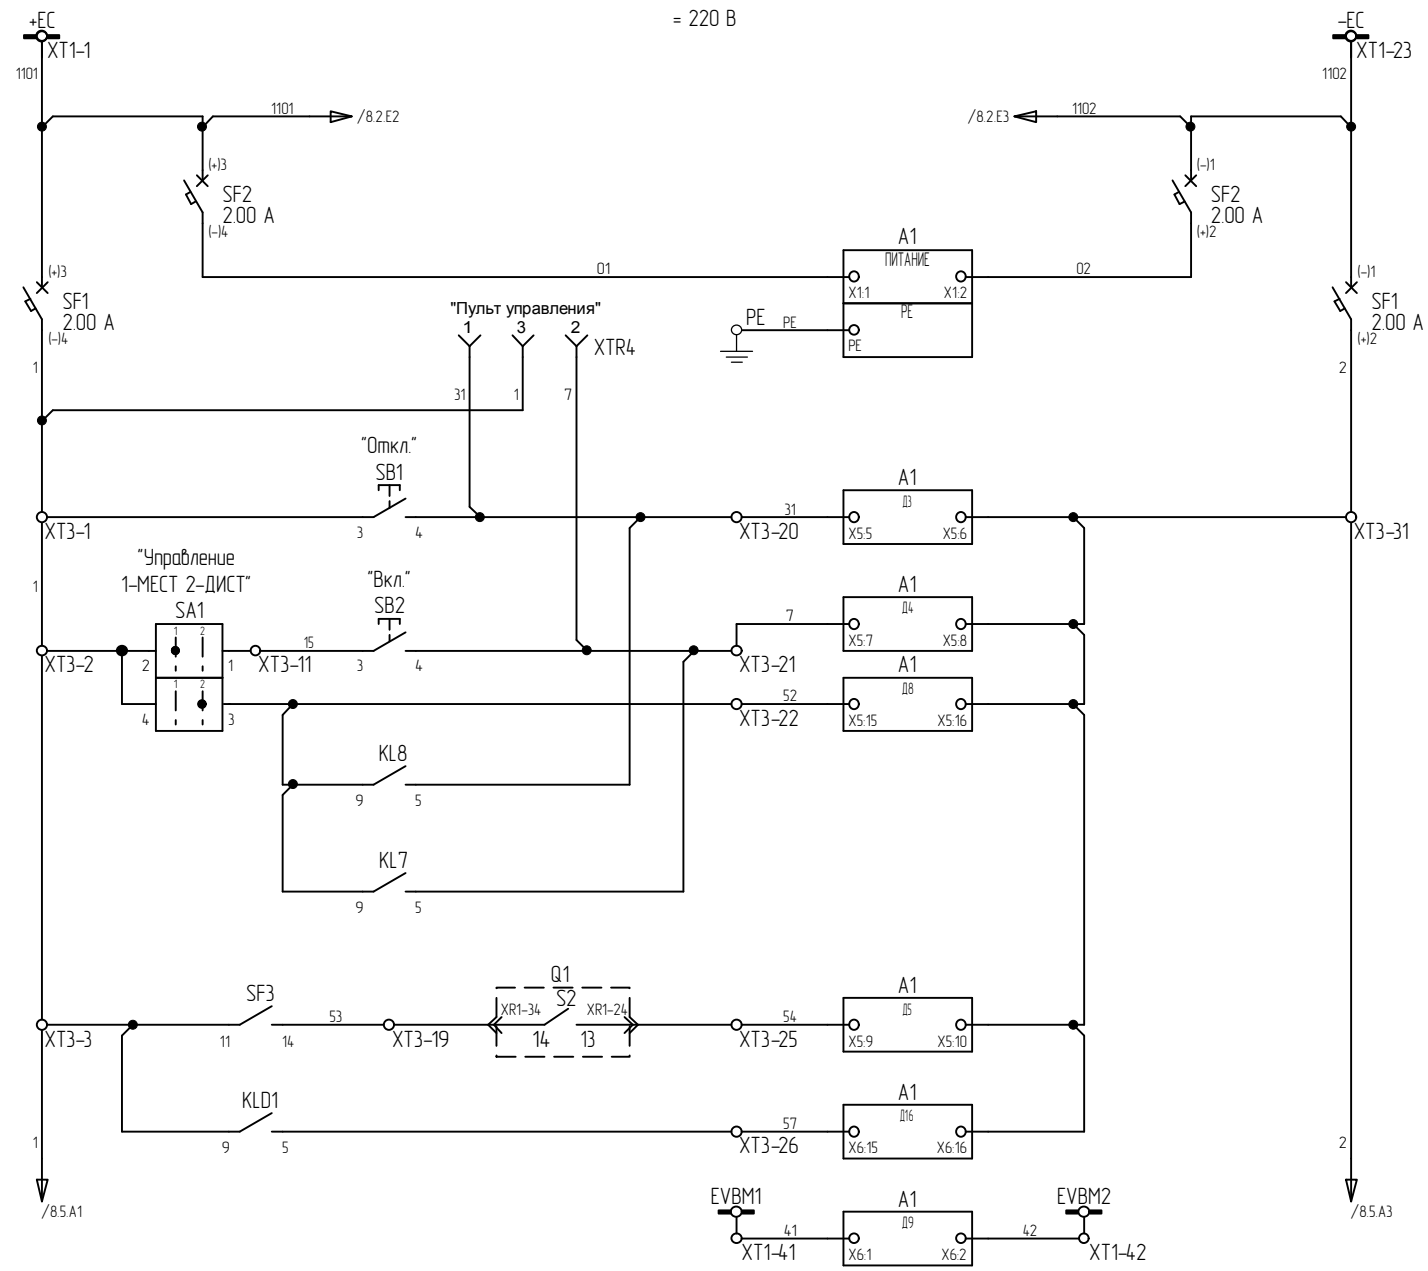 +EC
= 220 В
-EC
XT1-1
XT1-23
1101
1102
1101
/8.2.E2
/8.2.E3
1102
(+)3
SF2
2.00 A
(-)4
(-)1
SF2
2.00 A
(+)2
A1
ПИТАНИЕ
X1:1
X1:2
01
02
PE
PE
PE
PE
(+)3
SF1
2.00 A
(-)4
(-)1
SF1
2.00 A
(+)2
"Пульт управления"
1
3
2
XTR4
1
31
1
7
2
"Откл."
SB1
3
4
XT3-1
31
XT3-20
A1
Д3
X5:5
X5:6
XT3-31
"Управление
1-МЕСТ 2-ДИСТ"
SA1
1
1
2
2
1
XT3-2
15
XT3-11
"Вкл."
SB2
3
4
7
XT3-21
A1
Д4
X5:7
X5:8
1
2
4
3
52
XT3-22
A1
Д8
X5:15
X5:16
KL8
9
5
KL7
9
5
XT3-3
SF3
11
14
53
XT3-19
Q1
XR1-34
S2
XR1-24
14
13
54
XT3-25
A1
Д5
X5:9
X5:10
KLD1
9
5
57
XT3-26
A1
Д16
X6:15
X6:16
1
2
/8.5.A1
/8.5.A3
EVBM1
41
XT1-41
A1
Д9
X6:1
X6:2
EVBM2
42
XT1-42